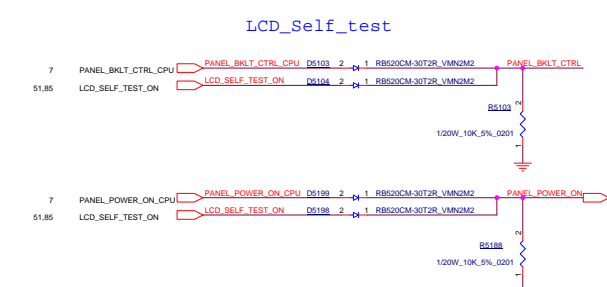 LCD_Self_test
7 PANEL_BKLT_CTRL_CPU PANEL_BKLT_CTRL_CPU D5103 2 1 RB520CM-30T2R_VMN2M2 PANEL_BKLT_CTRL
51,85 LCD_SELF_TEST_ON LCD_SELF_TEST_ON D5104 2 1 RB520CM-30T2R_VMN2M2
2
R5103
1/20W_10K_5%_0201
1
7 PANEL_POWER_ON_CPU PANEL_POWER_ON_CPU D5199 2 1 RB520CM-30T2R_VMN2M2 PANEL_POWER_ON
51,85 LCD_SELF_TEST_ON LCD_SELF_TEST_ON D5198 2 1 RB520CM-30T2R_VMN2M2
2
R5188
1/20W_10K_5%_0201
1